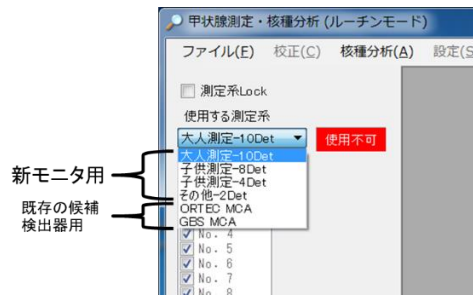 甲状腺測定・核種分析 (ルーチンモード)
ファイル(F) 校正(C) 核種分析(A) 設定(S
測定系Lock
使用する測定系
大人測定-10Det 使用不可
大人測定-10Det
子供測定-8Det
子供測定-4Det
その他-2Det
ORTEC MCA
GBS MCA
新モニタ用
既存の候補
検出器用
No. 4
No. 5
No. 6
No. 7
No. 8